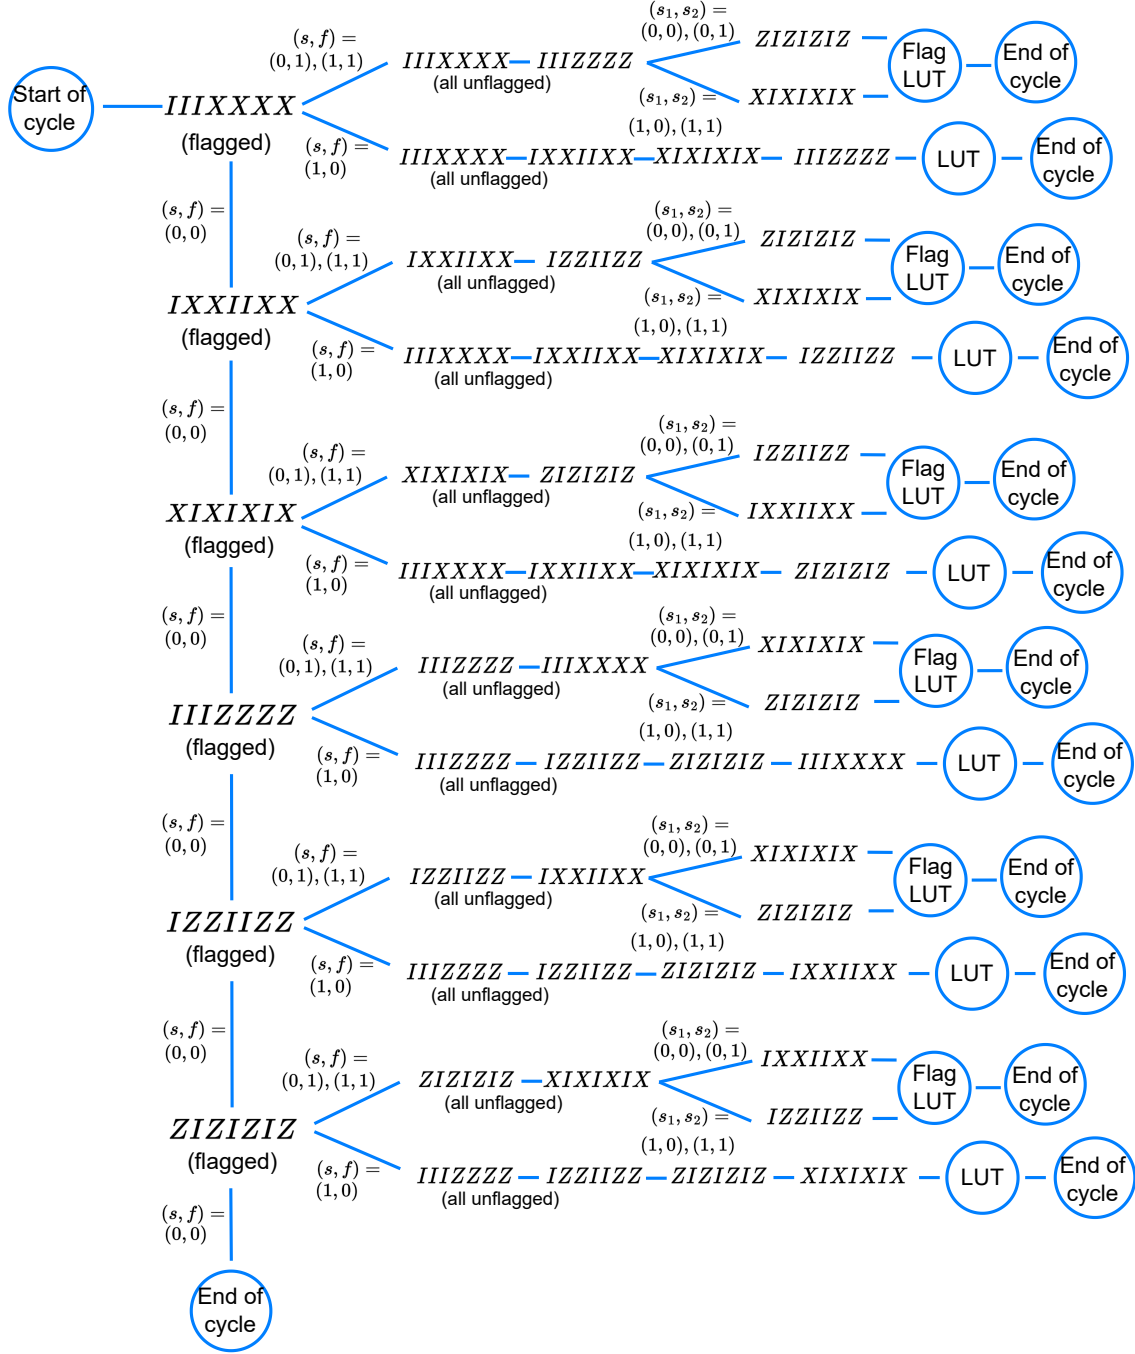 (s₁, s₂) =
(0, 0), (0, 1)
(s, f) =
(0, 1), (1, 1)
IIIXXXX IIIZZZZ
(all unflagged)
ZIZIZIZ
XIXIXIX
Flag
LUT
End of
cycle
Start of
cycle
IIIXXXX
(flagged)
(s₁, s₂) =
(1, 0), (1, 1)
(s, f) =
(1, 0)
IIIXXXX IXXIIXX XIXIXIX IIIZZZZ
(all unflagged)
LUT
End of
cycle
(s, f) =
(0, 0)
(s₁, s₂) =
(0, 0), (0, 1)
(s, f) =
(0, 1), (1, 1)
IXXIIXX IZZIIZZ
(all unflagged)
ZIZIZIZ
XIXIXIX
Flag
LUT
End of
cycle
IXXIIXX
(flagged)
(s₁, s₂) =
(1, 0), (1, 1)
(s, f) =
(1, 0)
IIIXXXX IXXIIXX XIXIXIX IZZIIZZ
(all unflagged)
LUT
End of
cycle
(s, f) =
(0, 0)
(s₁, s₂) =
(0, 0), (0, 1)
(s, f) =
(0, 1), (1, 1)
XIXIXIX ZIZIZIZ
(all unflagged)
IZZIIZZ
IXXIIXX
Flag
LUT
End of
cycle
XIXIXIX
(flagged)
(s₁, s₂) =
(1, 0), (1, 1)
(s, f) =
(1, 0)
IIIXXXX IXXIIXX XIXIXIX ZIZIZIZ
(all unflagged)
LUT
End of
cycle
(s, f) =
(0, 0)
(s₁, s₂) =
(0, 0), (0, 1)
(s, f) =
(0, 1), (1, 1)
IIIZZZZ IIIXXXX
(all unflagged)
XIXIXIX
ZIZIZIZ
Flag
LUT
End of
cycle
IIIZZZZ
(flagged)
(s₁, s₂) =
(1, 0), (1, 1)
(s, f) =
(1, 0)
IIIZZZZ IZZIIZZ ZIZIZIZ IIIXXXX
(all unflagged)
LUT
End of
cycle
(s, f) =
(0, 0)
(s₁, s₂) =
(0, 0), (0, 1)
(s, f) =
(0, 1), (1, 1)
IZZIIZZ IXXIIXX
(all unflagged)
XIXIXIX
ZIZIZIZ
Flag
LUT
End of
cycle
IZZIIZZ
(flagged)
(s₁, s₂) =
(1, 0), (1, 1)
(s, f) =
(1, 0)
IIIZZZZ IZZIIZZ ZIZIZIZ IXXIIXX
(all unflagged)
LUT
End of
cycle
(s, f) =
(0, 0)
(s₁, s₂) =
(0, 0), (0, 1)
(s, f) =
(0, 1), (1, 1)
ZIZIZIZ XIXIXIX
(all unflagged)
IXXIIXX
IZZIIZZ
Flag
LUT
End of
cycle
ZIZIZIZ
(flagged)
(s₁, s₂) =
(1, 0), (1, 1)
(s, f) =
(1, 0)
IIIZZZZ IZZIIZZ ZIZIZIZ XIXIXIX
(all unflagged)
LUT
End of
cycle
(s, f) =
(0, 0)
End of
cycle